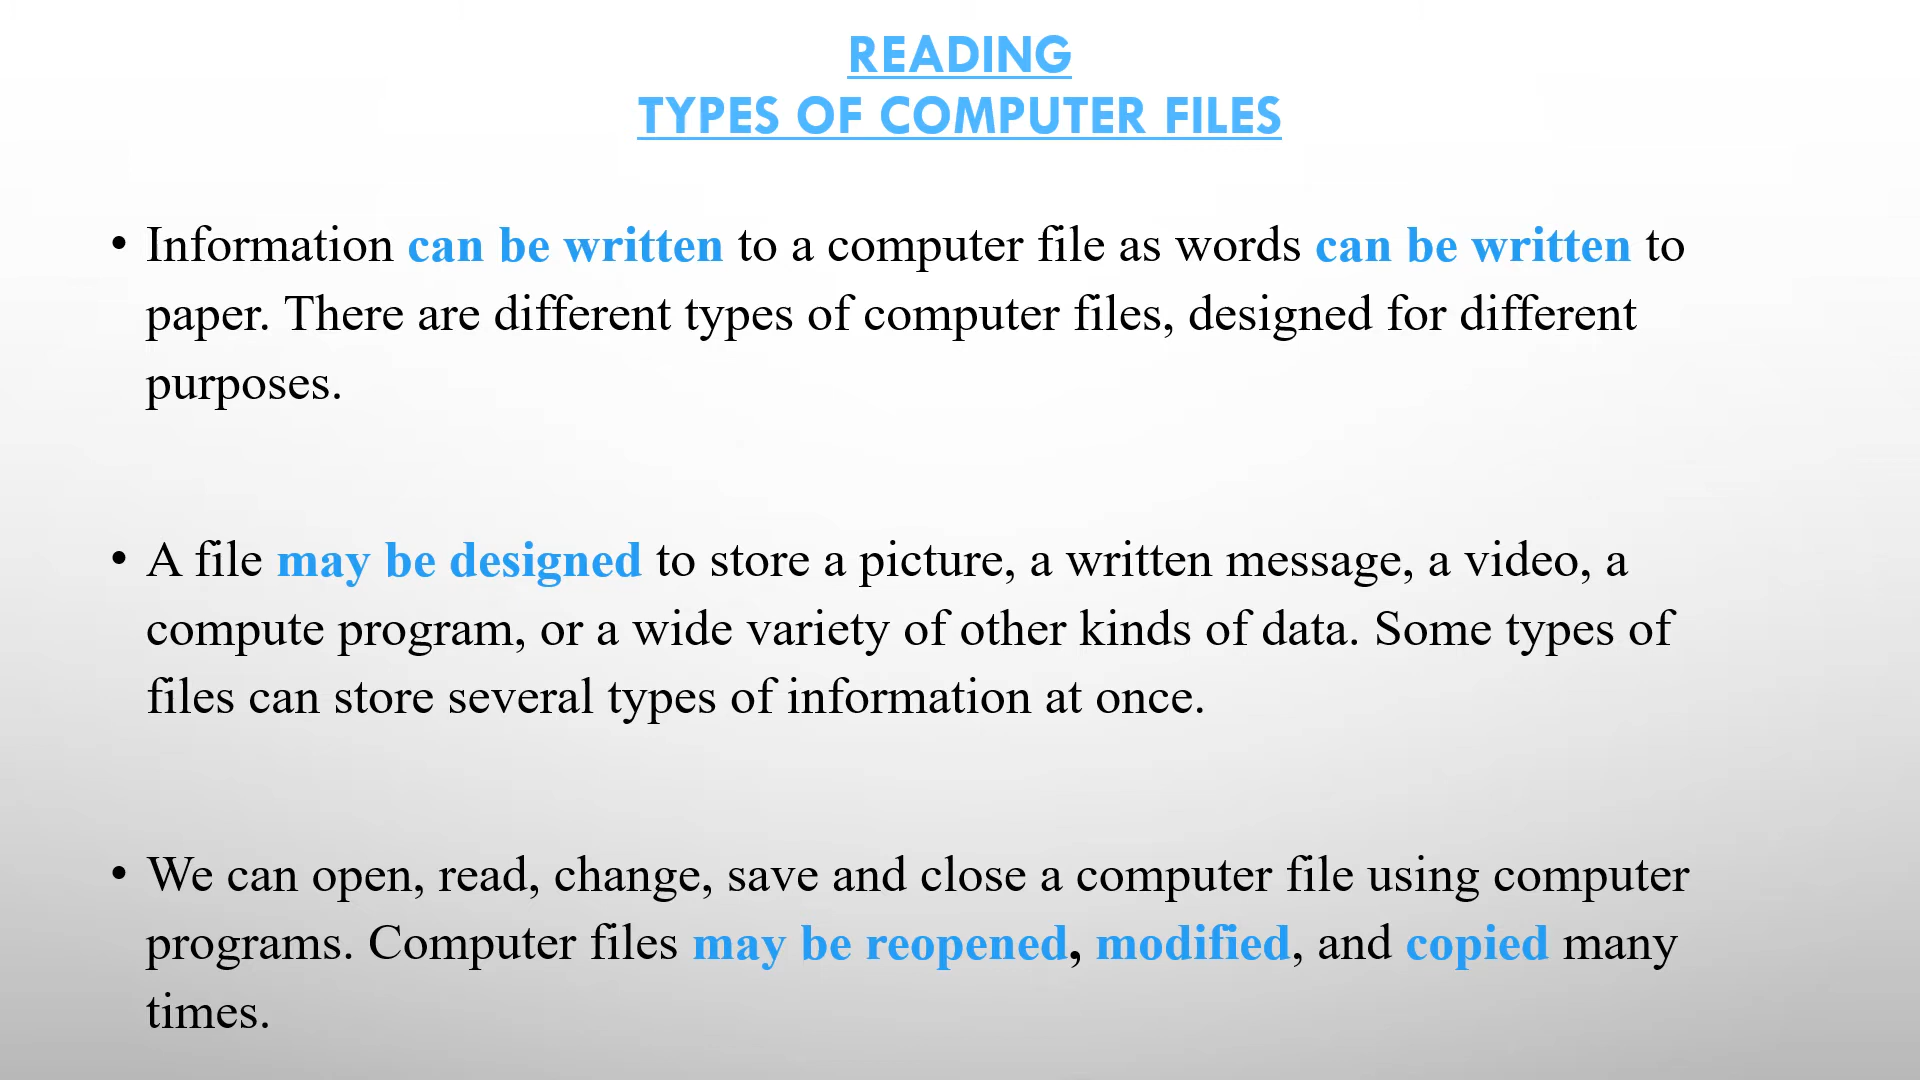 READING
TYPES OF COMPUTER FILES
• Information can be written to a computer file as words can be written to
paper. There are different types of computer files, designed for different
purposes.
• A file may be designed to store a picture, a written message, a video, a
compute program, or a wide variety of other kinds of data. Some types of
files can store several types of information at once.
• We can open, read, change, save and close a computer file using computer
programs. Computer files may be reopened, modified, and copied many
times.